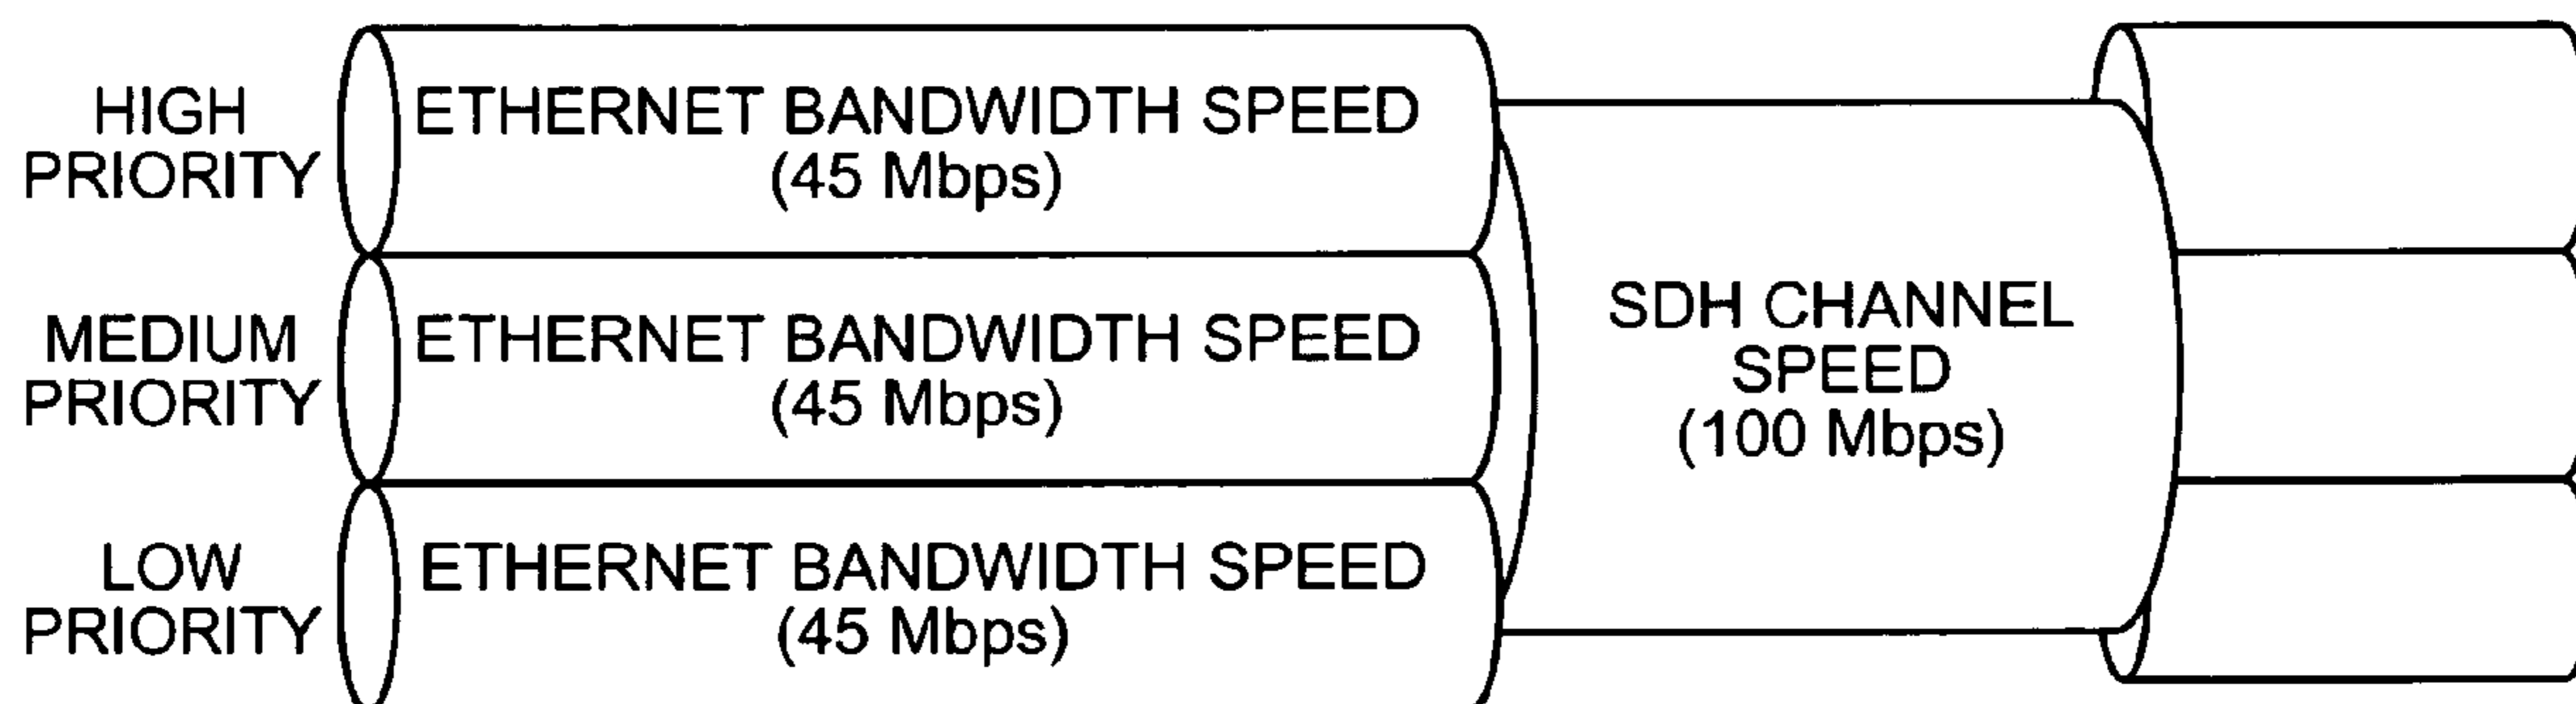 HIGH
PRIORITY
ETHERNET BANDWIDTH SPEED
(45 Mbps)
MEDIUM
PRIORITY
ETHERNET BANDWIDTH SPEED
(45 Mbps)
LOW
PRIORITY
ETHERNET BANDWIDTH SPEED
(45 Mbps)
SDH CHANNEL
SPEED
(100 Mbps)